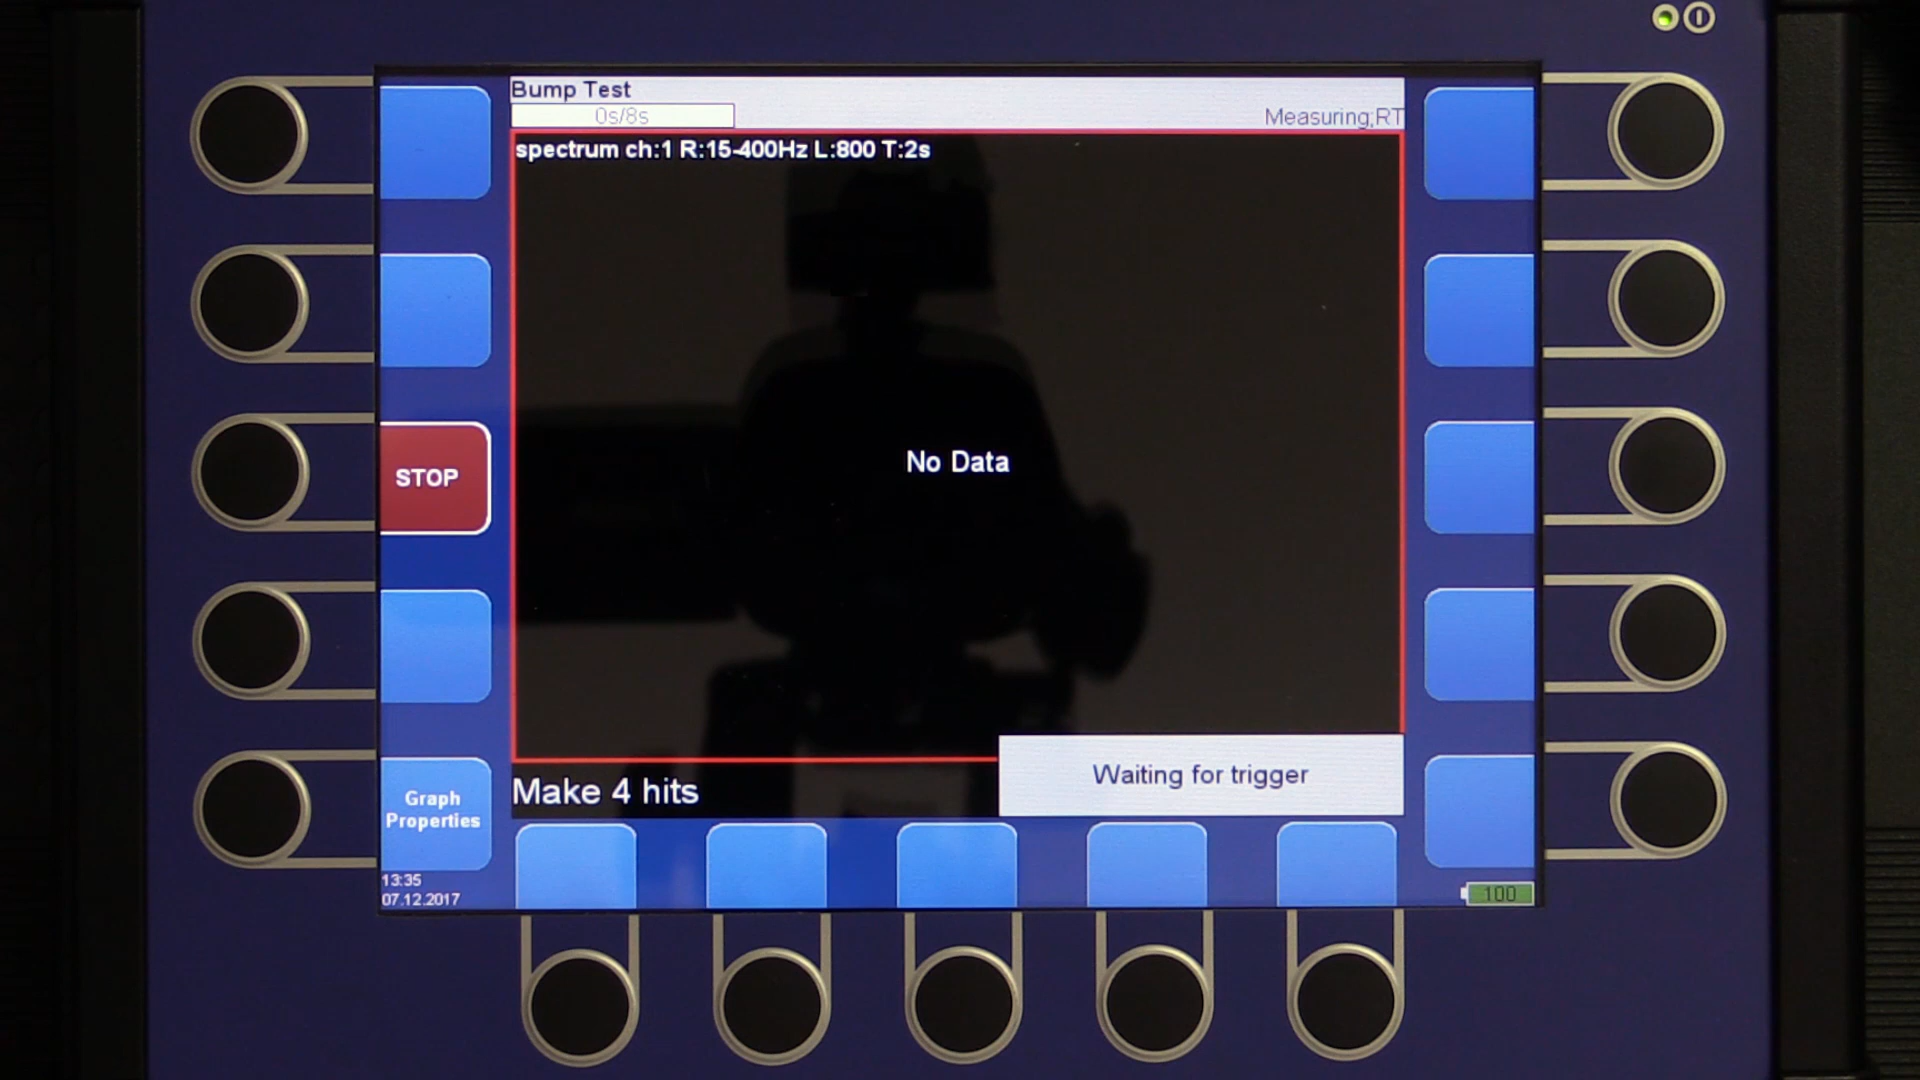 Bump Test
0s/8s
Measuring;RT
spectrum ch:1 R:15-400Hz L:800 T:2s
STOP
No Data
Waiting for trigger
Make 4 hits
Graph
Properties
13:35
07.12.2017
100